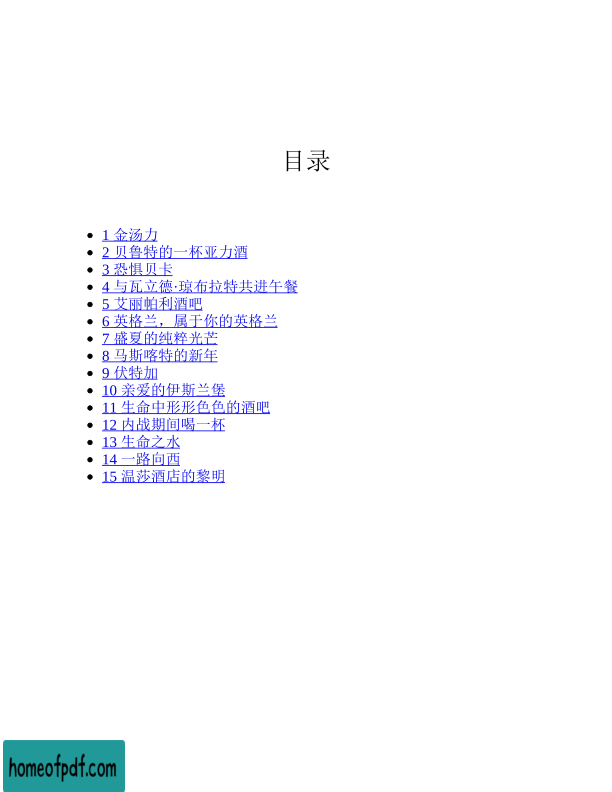 目录
1 金汤力
2 贝鲁特的一杯亚力酒
3 恐惧贝卡
4 与瓦立德·琼布拉特共进午餐
5 艾丽帕利酒吧
6 英格兰，属于你的英格兰
7 盛夏的纯粹光芒
8 马斯喀特的新年
9 伏特加
10 亲爱的伊斯兰堡
11 生命中形形色色的酒吧
12 内战期间喝一杯
13 生命之水
14 一路向西
15 温莎酒店的黎明
homeofpdf.com